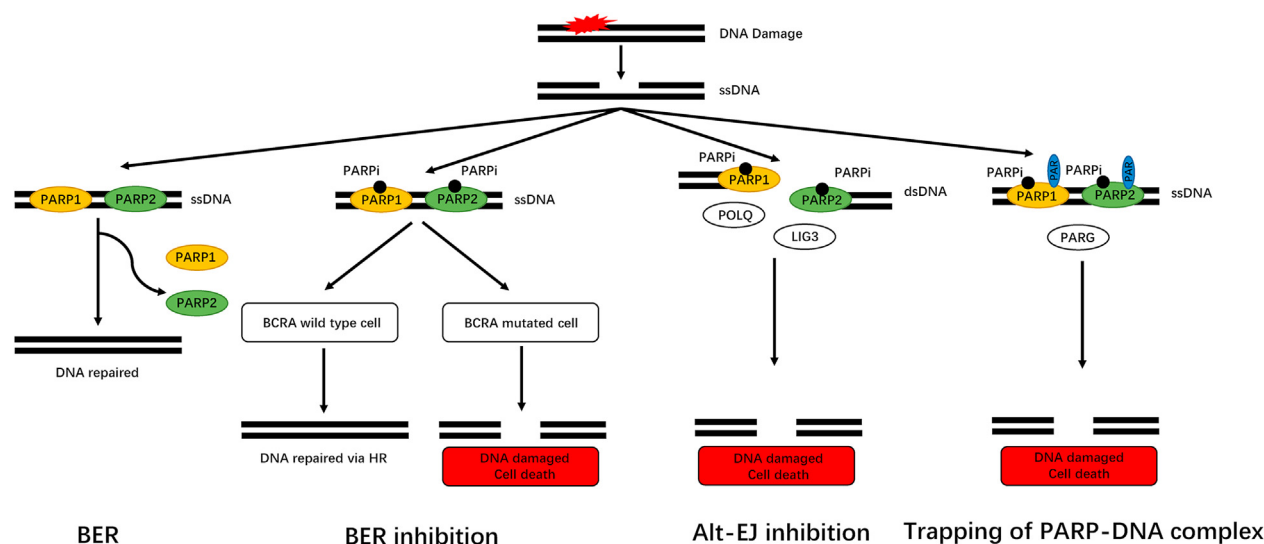 DNA Damage
ssDNA
PARP1
PARP2
ssDNA
PARP1
PARP2
DNA repaired
BER
PARPi
PARPi
PARP1
PARP2
ssDNA
BCRA wild type cell
BCRA mutated cell
DNA repaired via HR
DNA damaged
Cell death
BER inhibition
PARPi
PARP1
PARPi
PARP2
dsDNA
POLQ
LIG3
DNA damaged
Cell death
Alt-EJ inhibition
PARPi
PAR
PARPi
PAR
PARP1
PARP2
ssDNA
PARG
DNA damaged
Cell death
Trapping of PARP-DNA complex